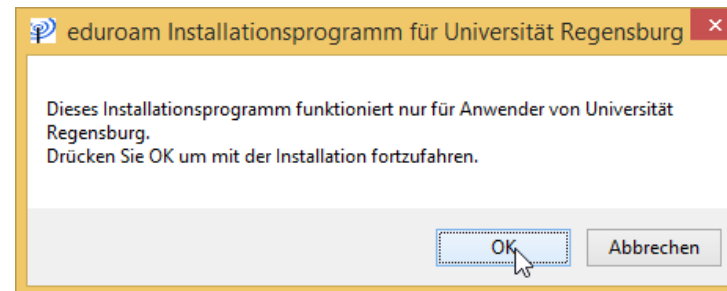 eduroam Installationsprogramm für Universität Regensburg
Dieses Installationsprogramm funktioniert nur für Anwender von Universität
Regensburg.
Drücken Sie OK um mit der Installation fortzufahren.
OK
Abbrechen